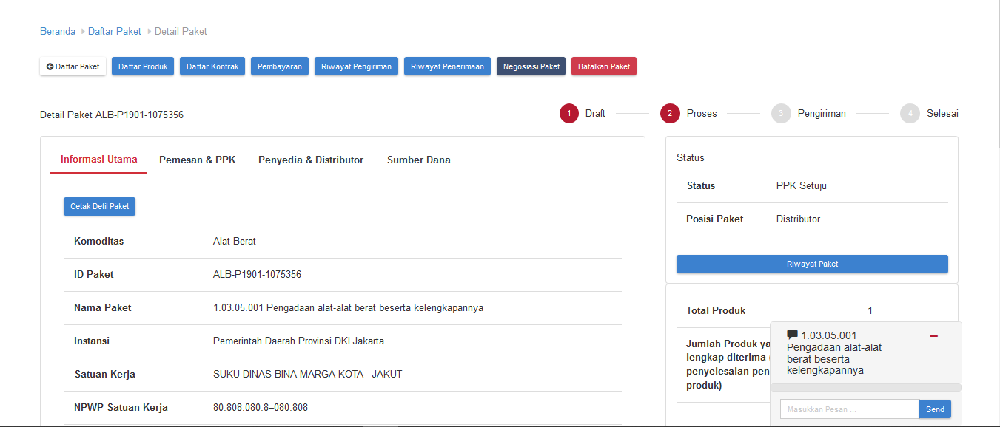 Beranda Daftar Paket Detail Paket
Daftar Paket Daftar Produk Daftar Kontrak Pembayaran Riwayat Pengiriman Riwayat Penerimaan Negosiasi Paket Batalkan Paket
Detail Paket ALB-P1901-1075356
1 Draft 2 Proses 3 Pengiriman 4 Selesai
Informasi Utama Pemesan & PPK Penyedia & Distributor Sumber Dana
Cetak Detil Paket
Komoditas Alat Berat
ID Paket ALB-P1901-1075356
Nama Paket 1.03.05.001 Pengadaan alat-alat berat beserta kelengkapannya
Instansi Pemerintah Daerah Provinsi DKI Jakarta
Satuan Kerja SUKU DINAS BINA MARGA KOTA - JAKUT
NPWP Satuan Kerja 80.808.080.8–080.808
Status
Status PPK Setuju
Posisi Paket Distributor
Riwayat Paket
Total Produk 1
Jumlah Produk ya
lengkap diterima
penyelesaian pen
produk)
1.03.05.001
Pengadaan alat-alat
berat beserta
kelengkapannya
Masukkan Pesan ...
Send